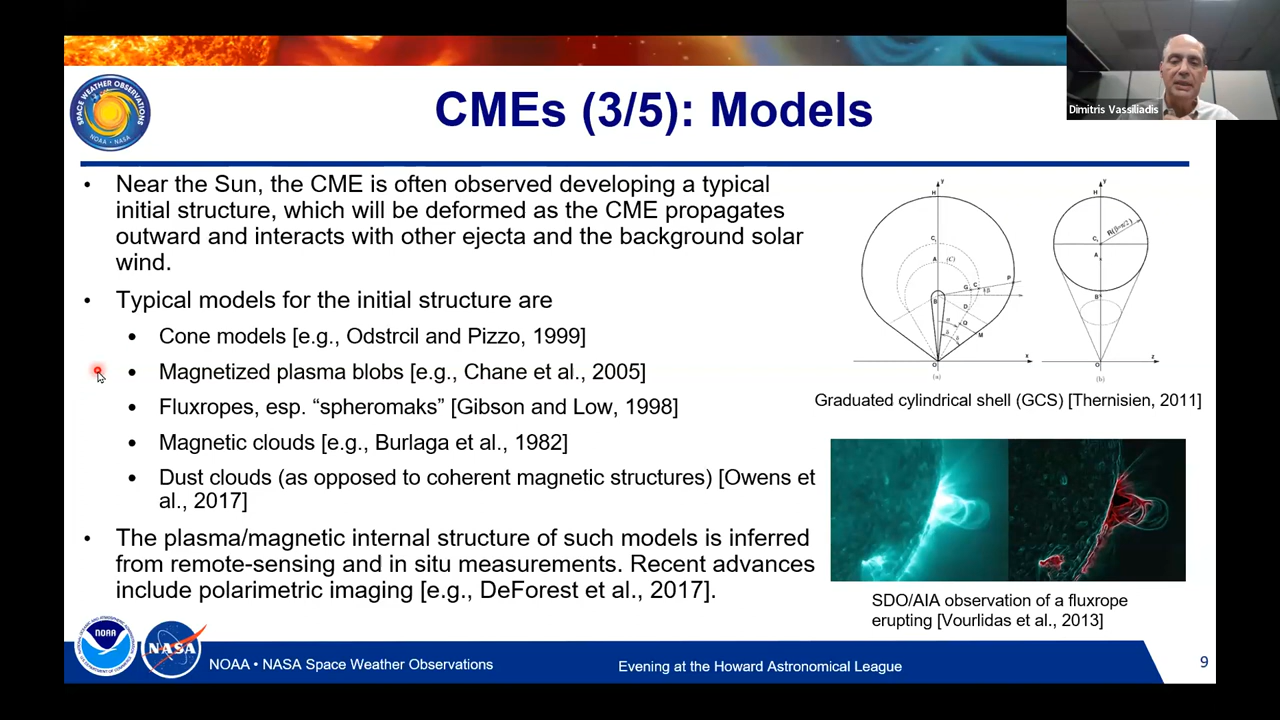 CMEs (3/5): Models
Dimitris Vassiliadis
SPACE WEATHER OBSERVATIONS
NOAA • NASA
• Near the Sun, the CME is often observed developing a typical
initial structure, which will be deformed as the CME propagates
outward and interacts with other ejecta and the background solar
wind.
• Typical models for the initial structure are
• Cone models [e.g., Odstrcil and Pizzo, 1999]
• Magnetized plasma blobs [e.g., Chane et al., 2005]
• Fluxropes, esp. “spheromaks” [Gibson and Low, 1998]
• Magnetic clouds [e.g., Burlaga et al., 1982]
• Dust clouds (as opposed to coherent magnetic structures) [Owens et
al., 2017]
• The plasma/magnetic internal structure of such models is inferred
from remote-sensing and in situ measurements. Recent advances
include polarimetric imaging [e.g., DeForest et al., 2017].
Graduated cylindrical shell (GCS) [Thernisien, 2011]
SDO/AIA observation of a fluxrope
erupting [Vourlidas et al., 2013]
NOAA
NASA
NOAA • NASA Space Weather Observations
Evening at the Howard Astronomical League
9